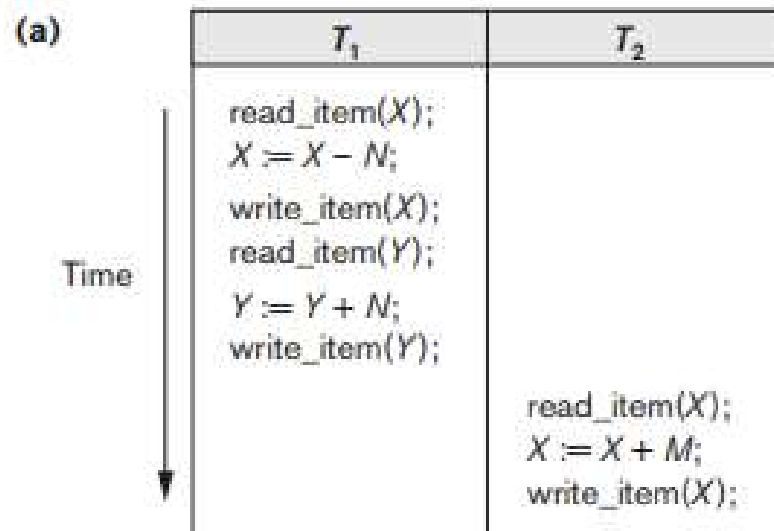 (a)
T₁ T₂
read_item(X);
X := X – N;
write_item(X);
read_item(Y);
Time
Y := Y + N;
write_item(Y);
read_item(X);
X := X + M;
write_item(X);